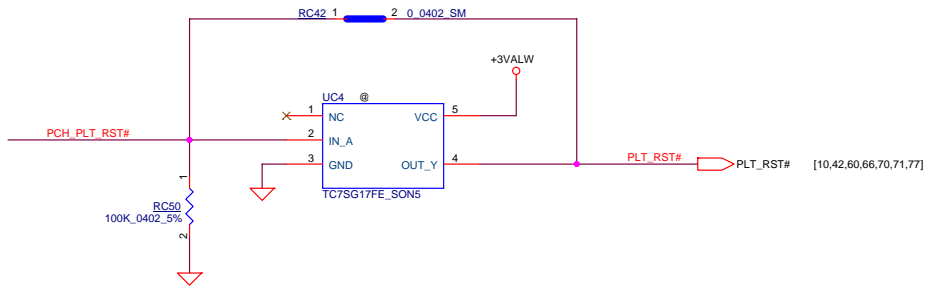 RC42 1 2 0_0402_SM
+3VALW
UC4 @
1 NC VCC 5
PCH_PLT_RST# 2 IN_A
3 GND OUT_Y 4 PLT_RST# PLT_RST# [10,42,60,66,70,71,77]
TC7SG17FE_SON5
1
RC50
100K_0402_5%
2